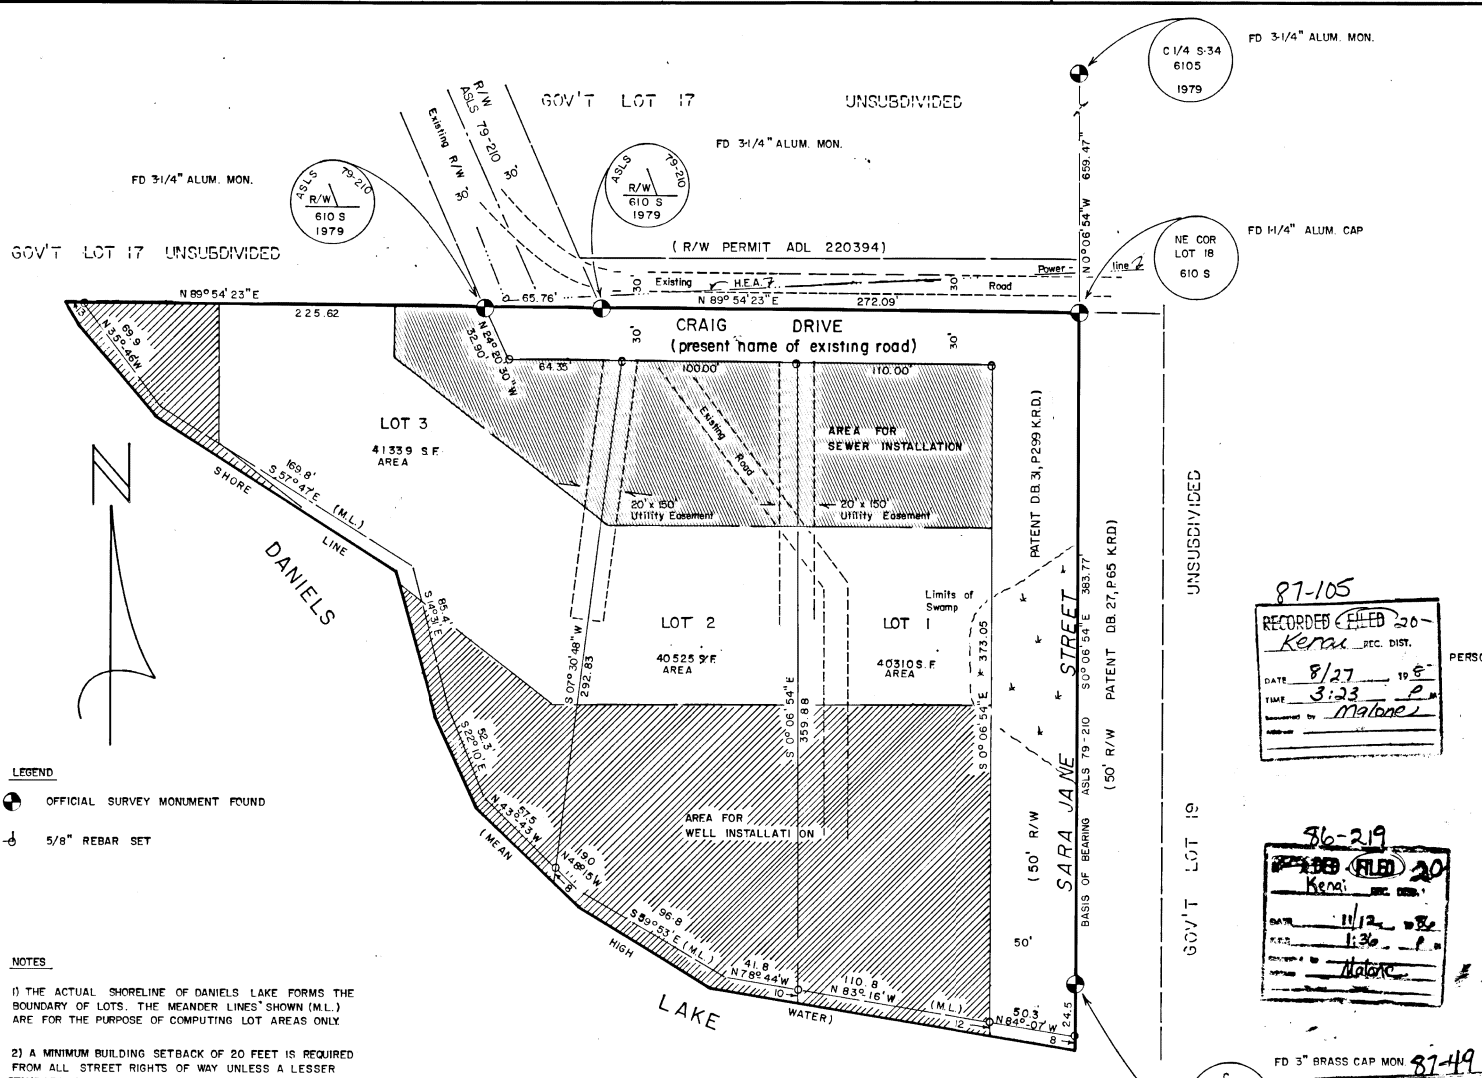 FD 3-1/4" ALUM. MON.
C 1/4 S-34
6105
1979
GOV'T LOT 17 UNSUBDIVIDED
R/W
ASLS 79-210
30'
Existing R/W
30'
FD 3-1/4" ALUM. MON.
ASLS 79-210
R/W
610 S
1979
FD 3-1/4" ALUM. MON.
ASLS 79-210
R/W
610 S
1979
N 0° 06' 54" W 659.47'
FD 1-1/4" ALUM. CAP
NE COR
LOT 18
610 S
GOV'T LOT 17 UNSUBDIVIDED
(R/W PERMIT ADL 220394)
Power line
Existing H.E.A. Road
30'
30'
N 89° 54' 23" E
225.62
65.76'
N 89° 54' 23" E 272.09'
CRAIG DRIVE
(present name of existing road)
30'
30'
13
69.9
N 35°-46' W
N 24° 20' 30" W
32.90'
64.35'
100.00'
110.00'
LOT 3
41339 S.F.
AREA
Existing
Road
AREA FOR
SEWER INSTALLATION
20' x 150'
Utility Easement
20' x 150'
Utility Easement
169.8'
S 57° 47' E (M.L.)
SHORE LINE
DANIELS
85.4'
S 14° 31' E
S 07° 30' 48" W
292.83
LOT 2
40525 S.F.
AREA
LOT 1
40310 S.F.
AREA
Limits of
Swamp
S 0° 06' 54" E
359.88
S 0° 06' 54" E 373.05
PATENT D.B. 31, P.299 K.R.D.
SARA JANE STREET
(50' R/W
BASIS OF BEARING ASLS 79-210 S 0° 06' 54" E 383.77'
(50' R/W PATENT DB. 27, P.65 K.R.D)
UNSUBDIVIDED
GOV'T LOT 19
52.3'
S 22° 10' E
57.5
N 43°-43' W
119.0
N 48° 15' W
8
AREA FOR
WELL INSTALLATION
96.8
S 59° 53' E (M.L.)
41.8
N 78° 44' W
10
110.8
N 83°-16' W (M.L.)
12
50'
50.3
N 84°-07' W
24.5
8
(MEAN HIGH WATER)
LAKE
N
LEGEND
OFFICIAL SURVEY MONUMENT FOUND
5/8" REBAR SET
NOTES
1) THE ACTUAL SHORELINE OF DANIELS LAKE FORMS THE
BOUNDARY OF LOTS. THE MEANDER LINES SHOWN (M.L.)
ARE FOR THE PURPOSE OF COMPUTING LOT AREAS ONLY.
2) A MINIMUM BUILDING SETBACK OF 20 FEET IS REQUIRED
FROM ALL STREET RIGHTS OF WAY UNLESS A LESSER
87-105
RECORDED FILED 20-
Kenai REC. DIST.
DATE 8/27 19 8
TIME 3:23 P M
Requested by Malone
PERSO
86-219
FILED 20
Kenai REC. DIST.
DATE 11/12 86
1:36 P
Malone
FD 3" BRASS CAP MON. 87-49